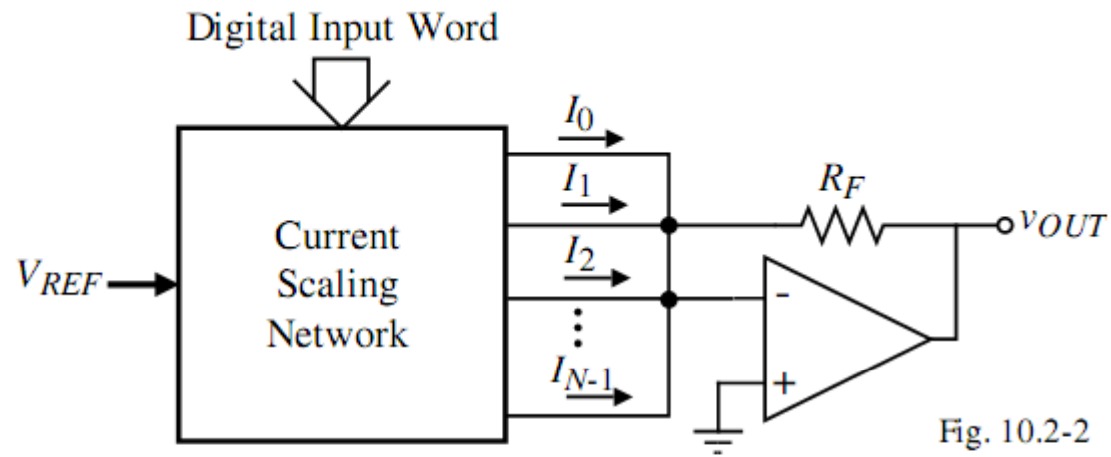 Digital Input Word
I0
I1
I2
⋮
IN-1
VREF
Current
Scaling
Network
RF
vOUT
-
+
Fig. 10.2-2